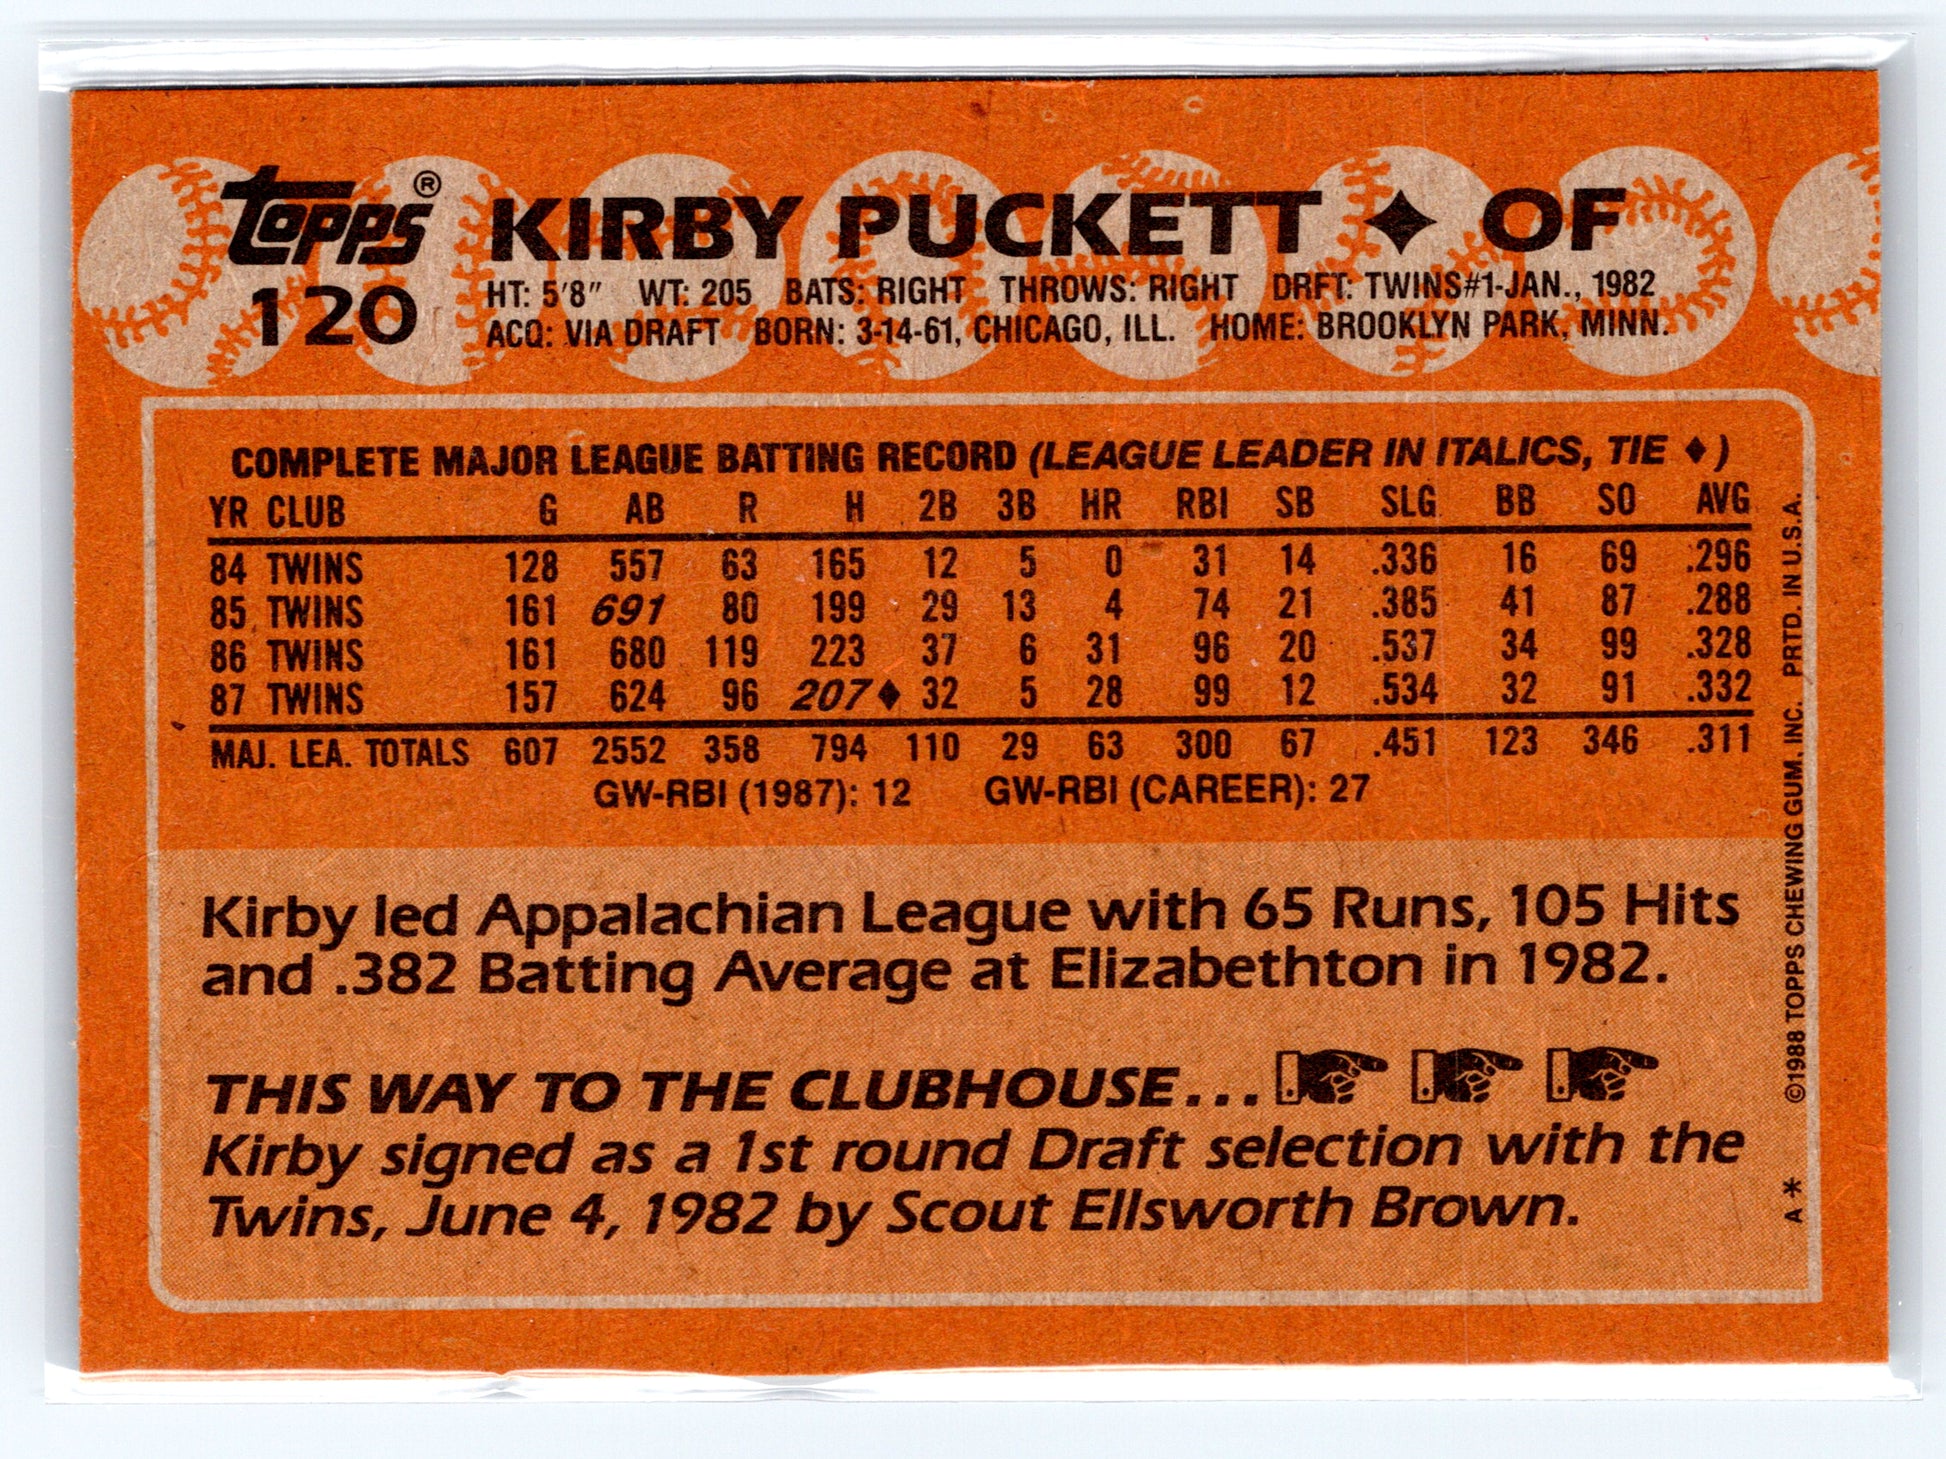 topps® KIRBY PUCKETT ♦ OF
120 HT: 5'8" WT: 205 BATS: RIGHT THROWS: RIGHT DRFT: TWINS#1-JAN., 1982
ACQ: VIA DRAFT BORN: 3-14-61, CHICAGO, ILL. HOME: BROOKLYN PARK, MINN.
COMPLETE MAJOR LEAGUE BATTING RECORD (LEAGUE LEADER IN ITALICS, TIE ♦)
YR CLUB G AB R H 2B 3B HR RBI SB SLG BB SO AVG
84 TWINS 128 557 63 165 12 5 0 31 14 .336 16 69 .296
85 TWINS 161 691 80 199 29 13 4 74 21 .385 41 87 .288
86 TWINS 161 680 119 223 37 6 31 96 20 .537 34 99 .328
87 TWINS 157 624 96 207♦ 32 5 28 99 12 .534 32 91 .332
MAJ. LEA. TOTALS 607 2552 358 794 110 29 63 300 67 .451 123 346 .311
GW-RBI (1987): 12 GW-RBI (CAREER): 27
Kirby led Appalachian League with 65 Runs, 105 Hits
and .382 Batting Average at Elizabethton in 1982.
THIS WAY TO THE CLUBHOUSE...
Kirby signed as a 1st round Draft selection with the
Twins, June 4, 1982 by Scout Ellsworth Brown.
©1988 TOPPS CHEWING GUM, INC. PRTD. IN U.S.A.
A*